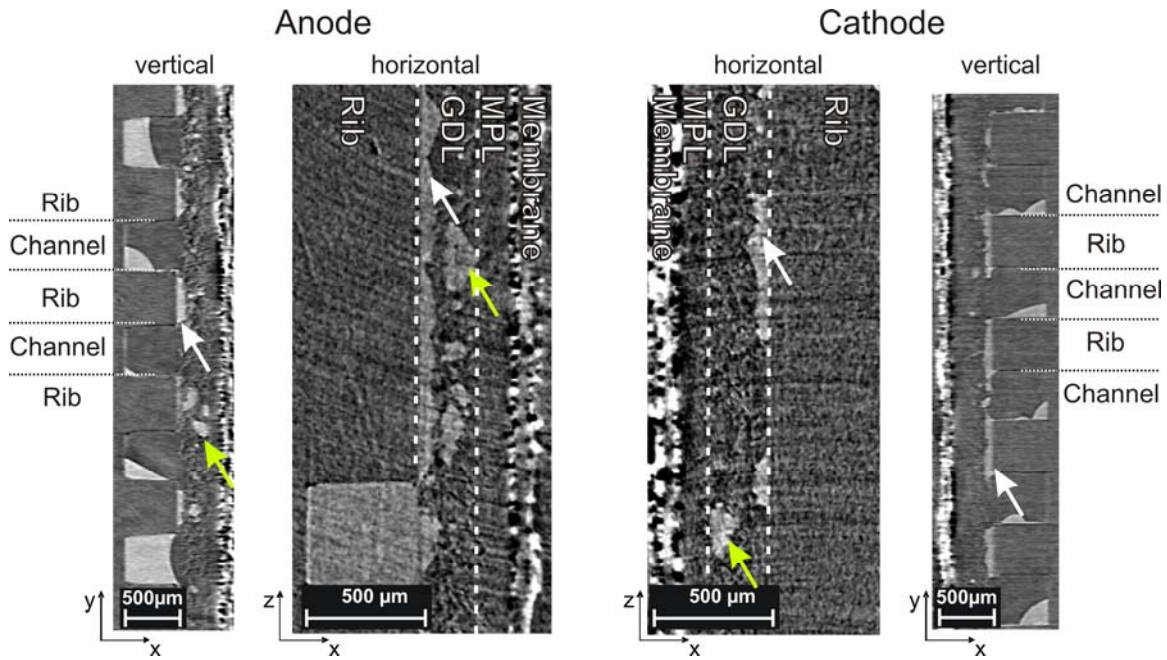 Anode
Cathode
vertical
horizontal
horizontal
vertical
Rib
GDL
MPL
Membrane
Membrane
MPL
GDL
Rib
Rib
Channel
Rib
Channel
Rib
Channel
Rib
Channel
Rib
Channel
500µm
500 µm
500 µm
500µm
y
x
z
x
z
x
y
x